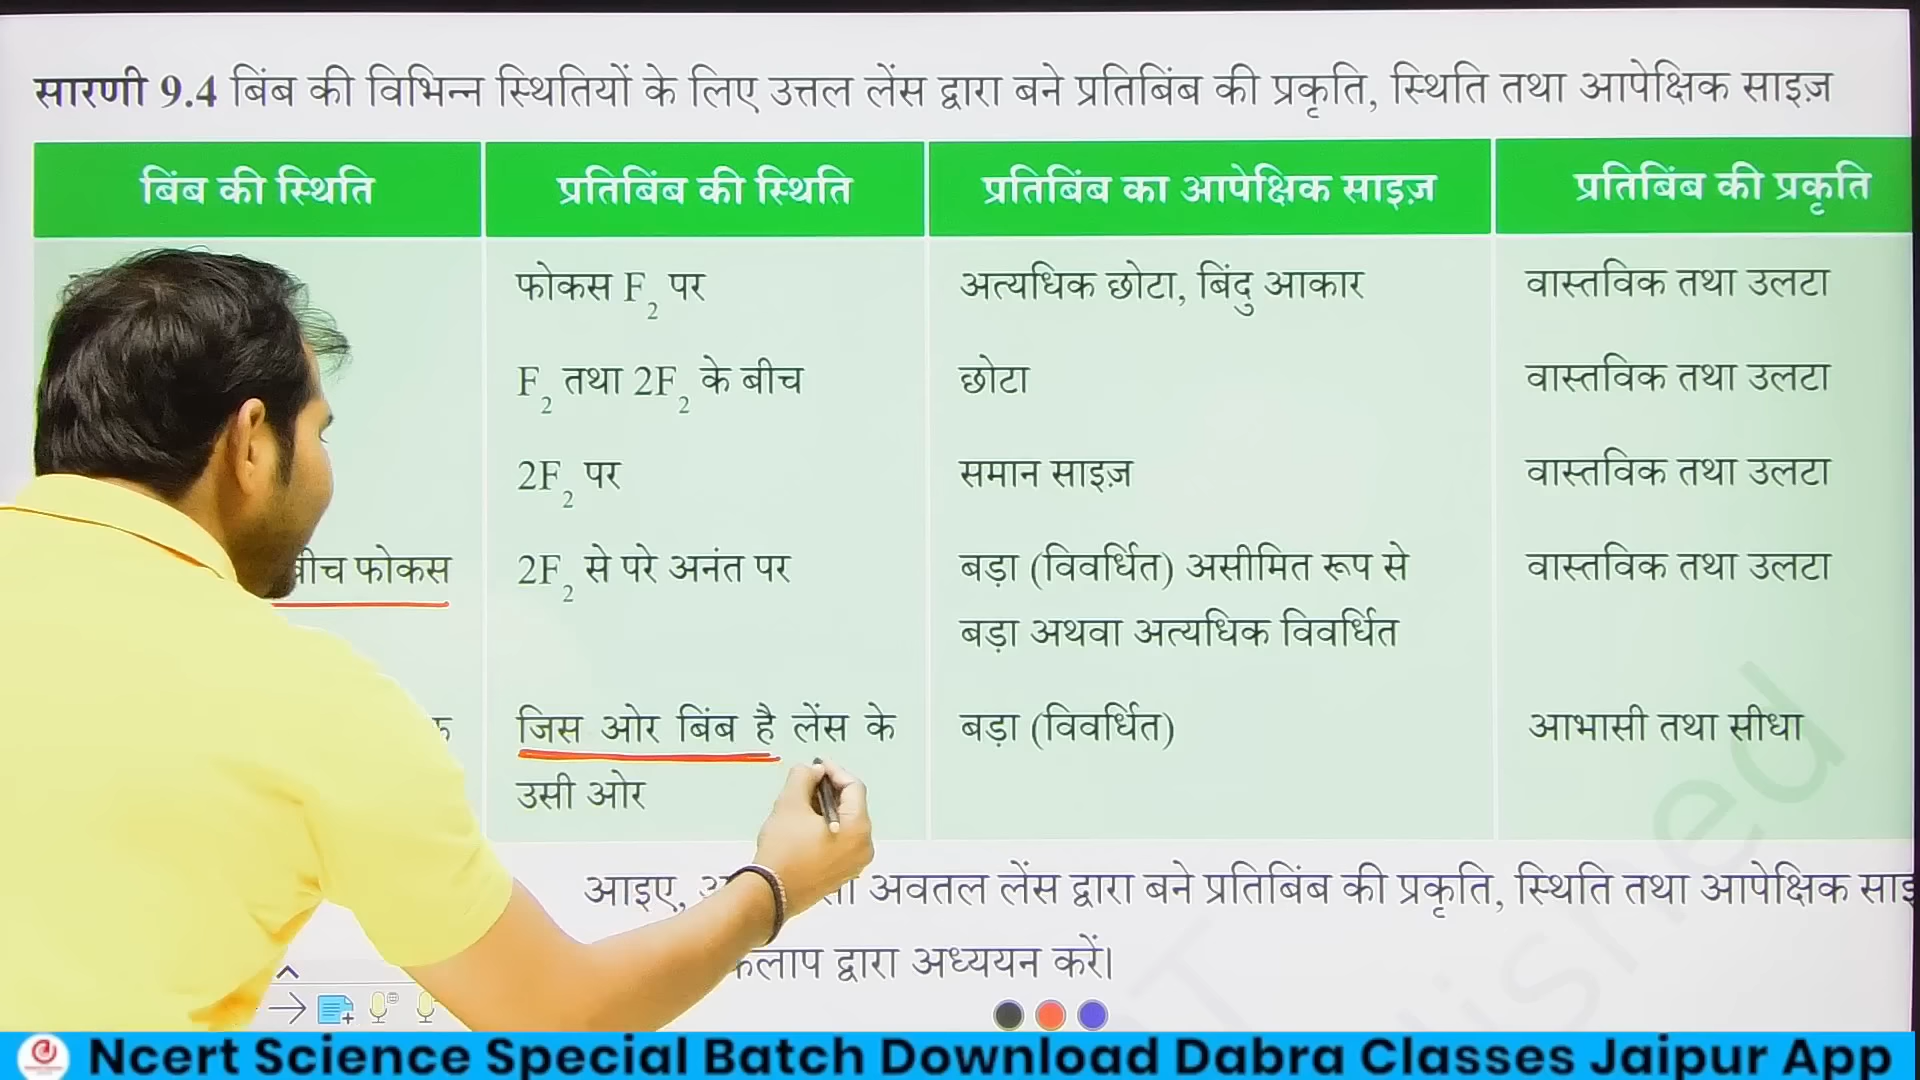 सारणी 9.4 बिंब की विभिन्न स्थितियों के लिए उत्तल लेंस द्वारा बने प्रतिबिंब की प्रकृति, स्थिति तथा आपेक्षिक साइज़
बिंब की स्थिति प्रतिबिंब की स्थिति प्रतिबिंब का आपेक्षिक साइज़ प्रतिबिंब की प्रकृति
फोकस F₂ पर अत्यधिक छोटा, बिंदु आकार वास्तविक तथा उलटा
F₂ तथा 2F₂ के बीच छोटा वास्तविक तथा उलटा
2F₂ पर समान साइज़ वास्तविक तथा उलटा
बीच फोकस 2F₂ से परे अनंत पर बड़ा (विवर्धित) असीमित रूप से वास्तविक तथा उलटा
बड़ा अथवा अत्यधिक विवर्धित
जिस ओर बिंब है लेंस के बड़ा (विवर्धित) आभासी तथा सीधा
उसी ओर
आइए, अवतल लेंस द्वारा बने प्रतिबिंब की प्रकृति, स्थिति तथा आपेक्षिक
द्वारा अध्ययन करें।
Ncert Science Special Batch Download Dabra Classes Jaipur App